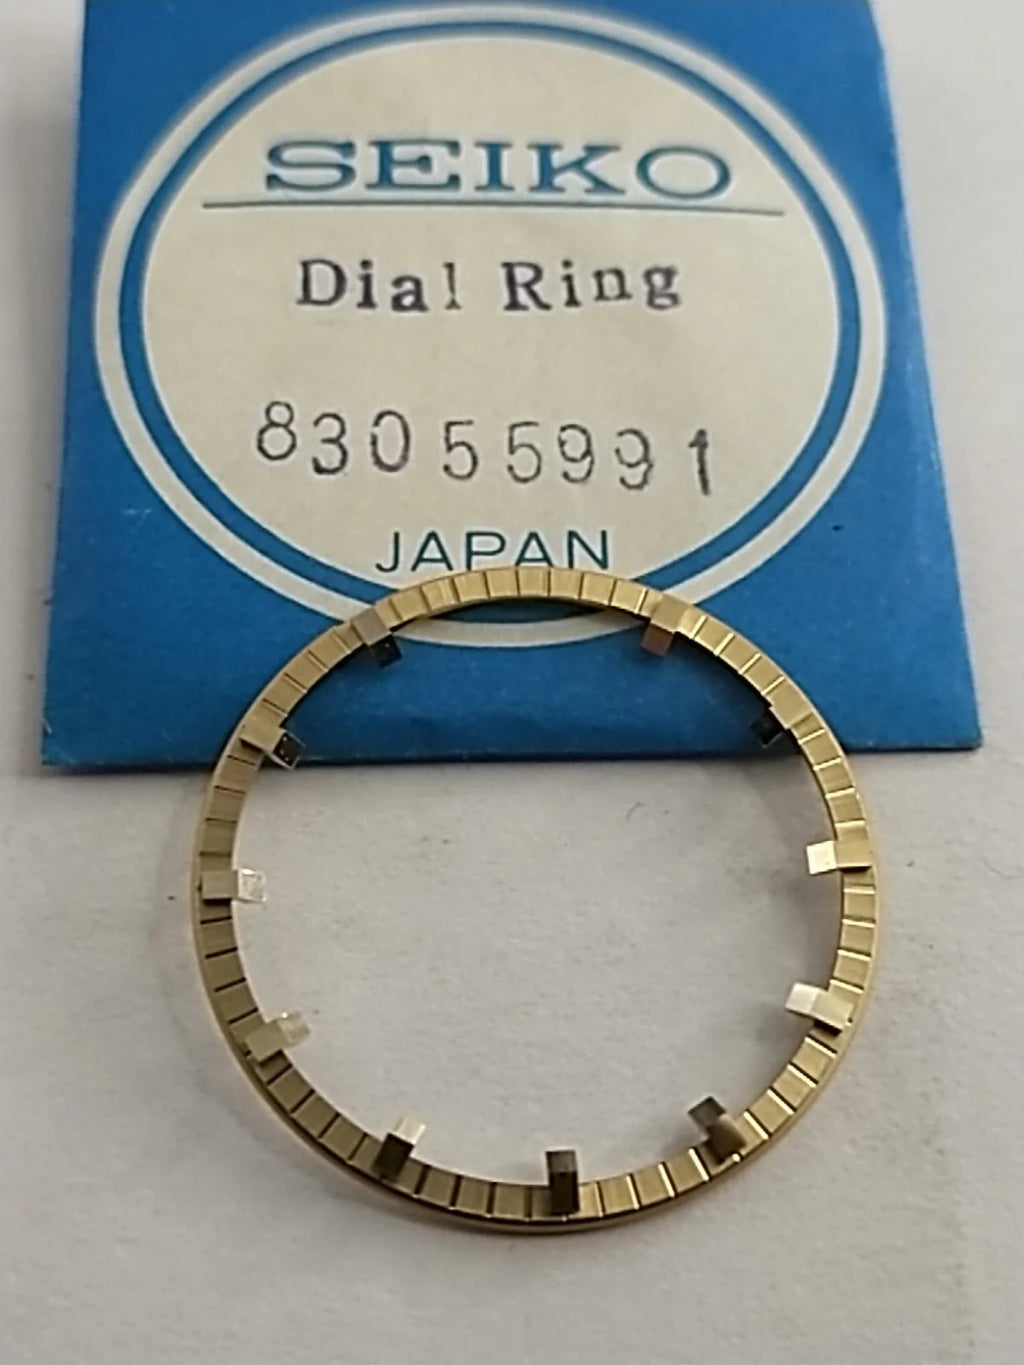 SEIKO
Dial Ring
83055991
JAPAN